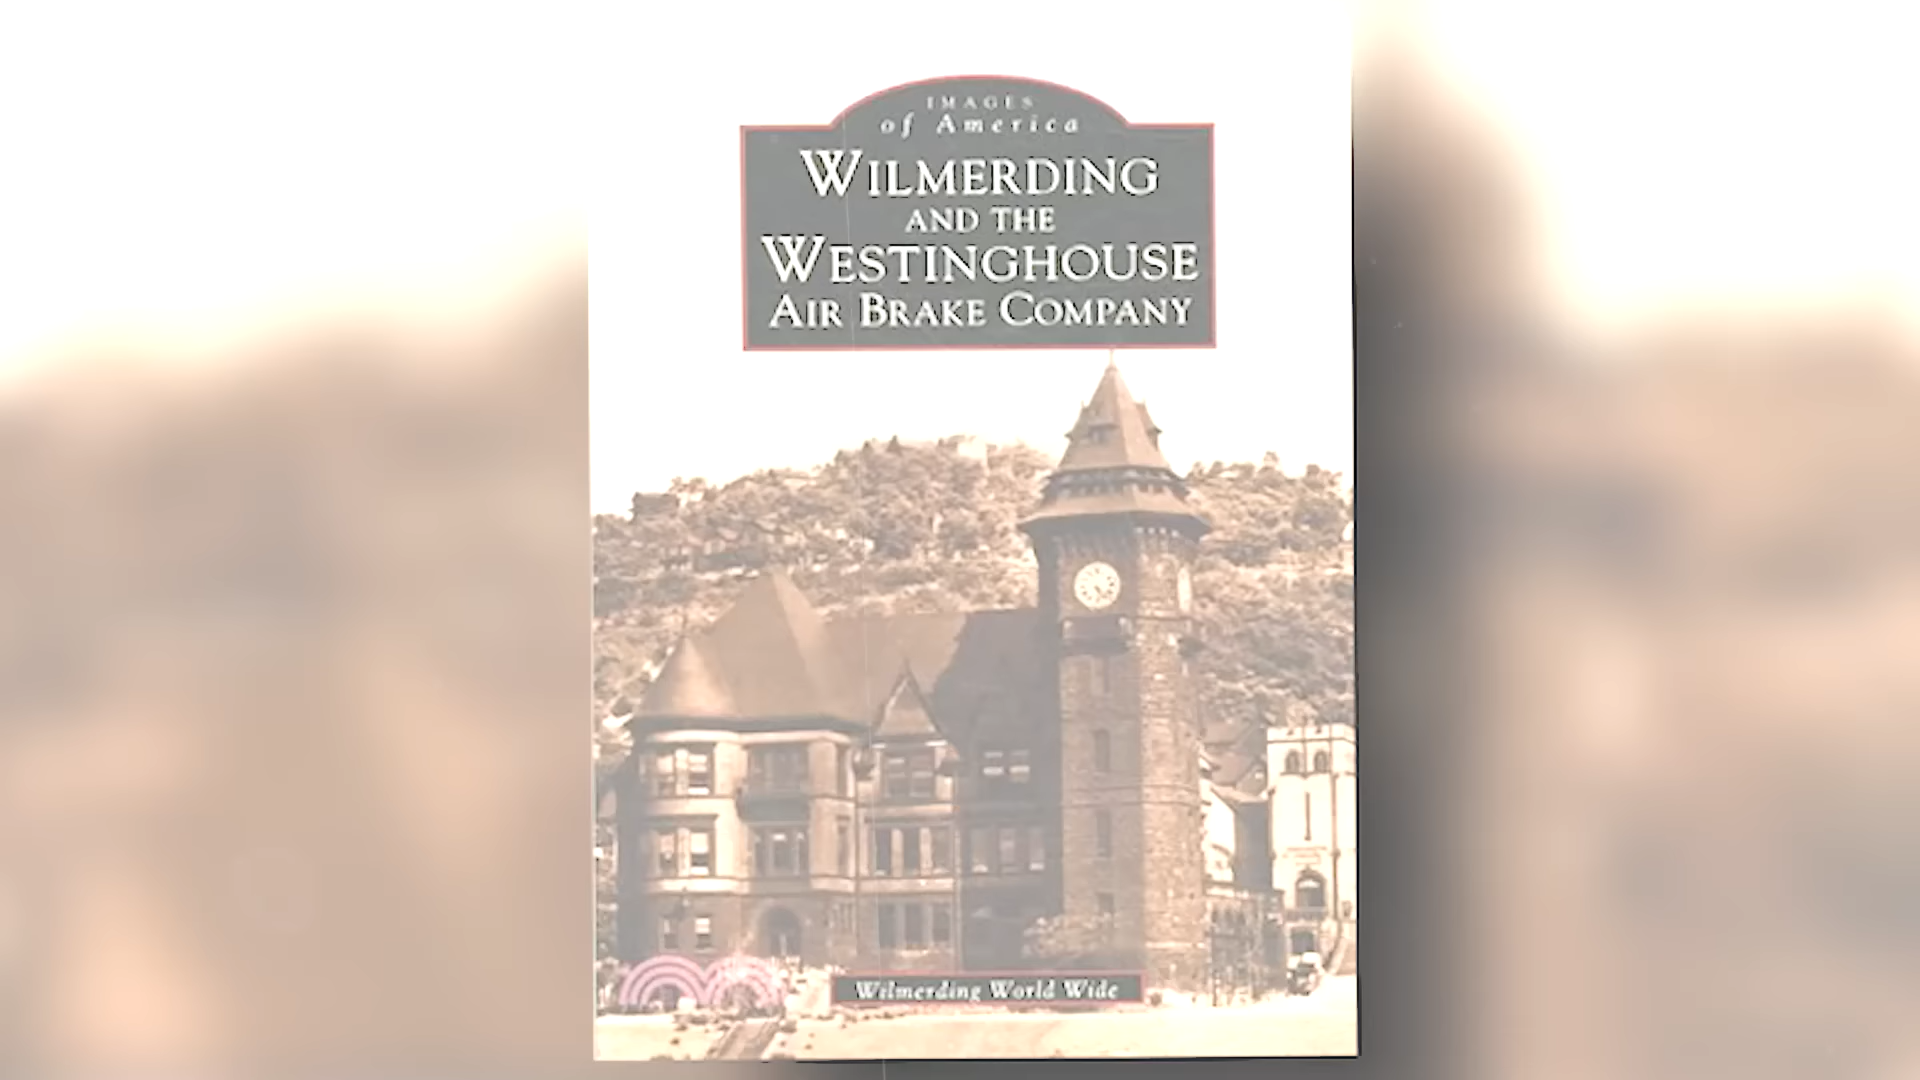 IMAGES
of America
WILMERDING
AND THE
WESTINGHOUSE
AIR BRAKE COMPANY
Wilmerding World Wide